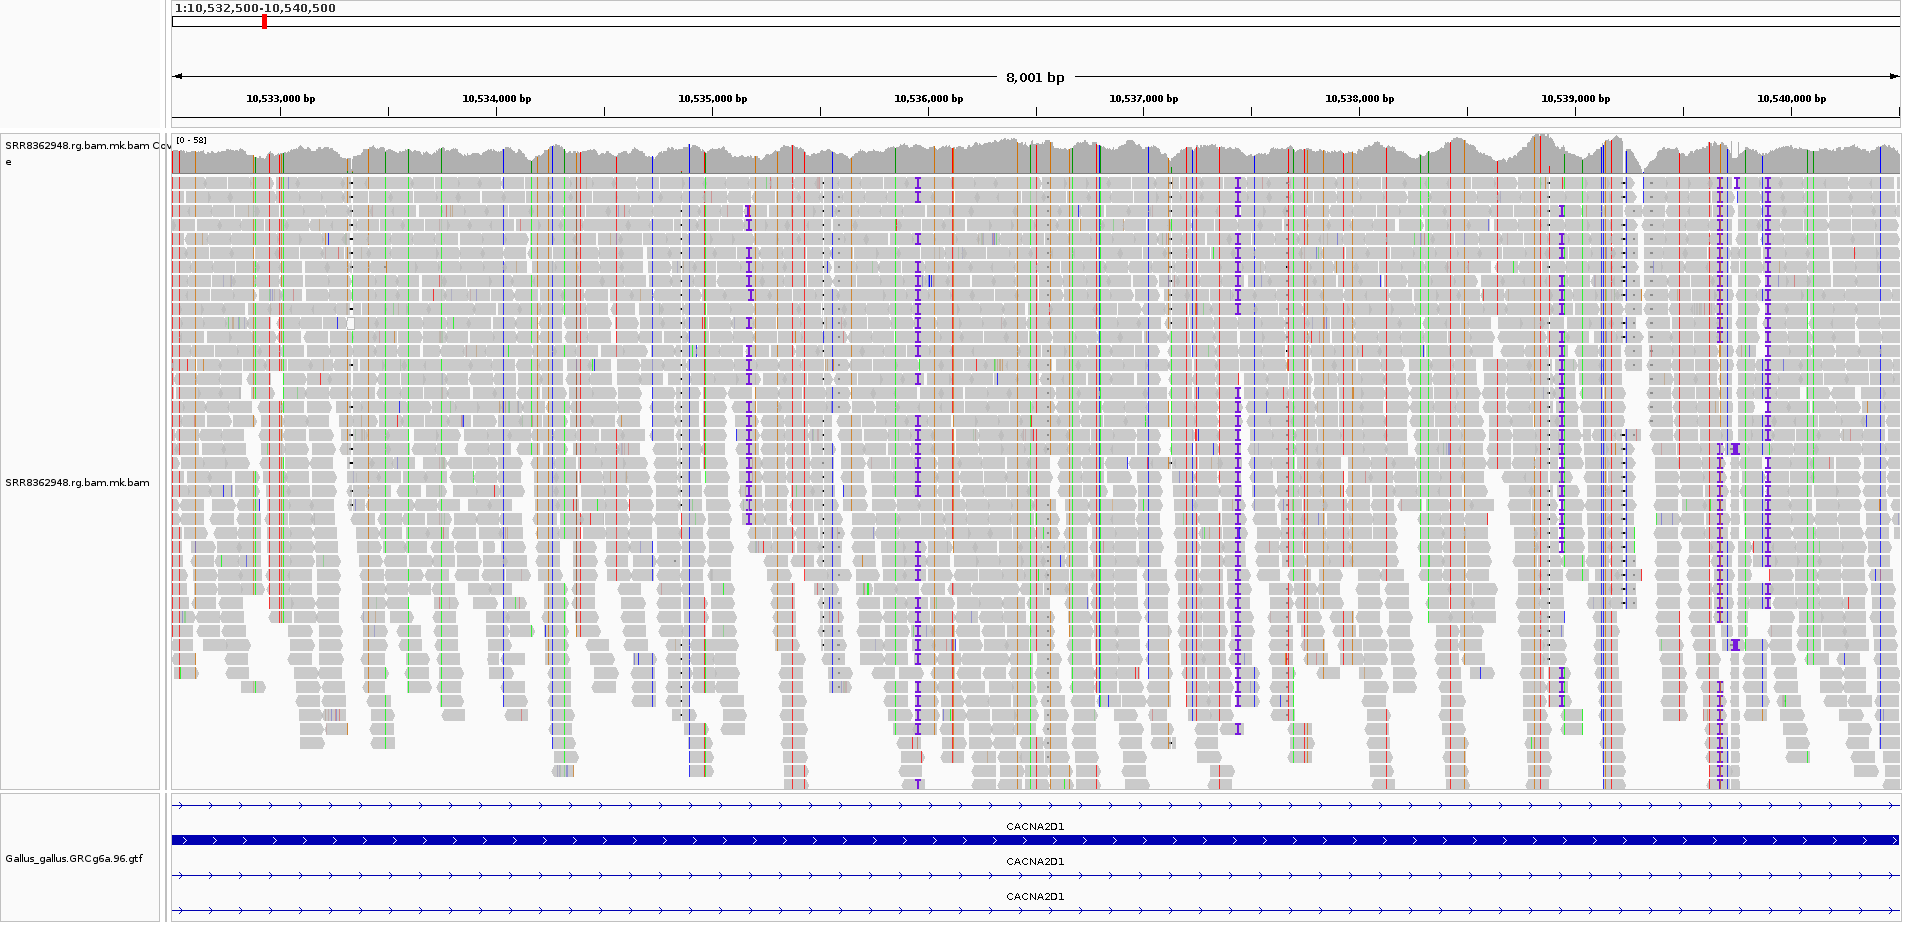 1:10,532,500-10,540,500
8,001 bp
10,533,000 bp 10,534,000 bp 10,535,000 bp 10,536,000 bp 10,537,000 bp 10,538,000 bp 10,539,000 bp 10,540,000 bp
SRR8362948.rg.bam.mk.bam Cov
e
[0 - 58]
SRR8362948.rg.bam.mk.bam
CACNA2D1
Gallus_gallus.GRCg6a.96.gtf
CACNA2D1
CACNA2D1